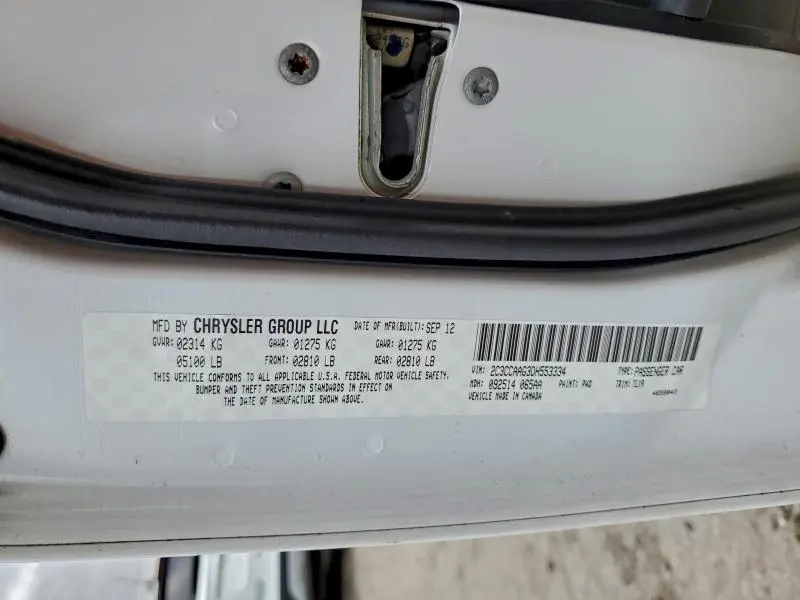 MFD BY CHRYSLER GROUP LLC DATE OF MFR(BUILT): SEP 12
GVWR: 02314 KG GAWR: 01275 KG GAWR: 01275 KG
05100 LB FRONT: 02810 LB REAR: 02810 LB
THIS VEHICLE CONFORMS TO ALL APPLICABLE U.S.A. FEDERAL MOTOR VEHICLE SAFETY,
BUMPER AND THEFT PREVENTION STANDARDS IN EFFECT ON
THE DATE OF MANUFACTURE SHOWN ABOVE.
VIN: 2C3CCAAG3DH553334 TYPE: PASSENGER CAR
MDH: 092514 065AA PAINT: PWD TRIM: TLX9
VEHICLE MADE IN CANADA